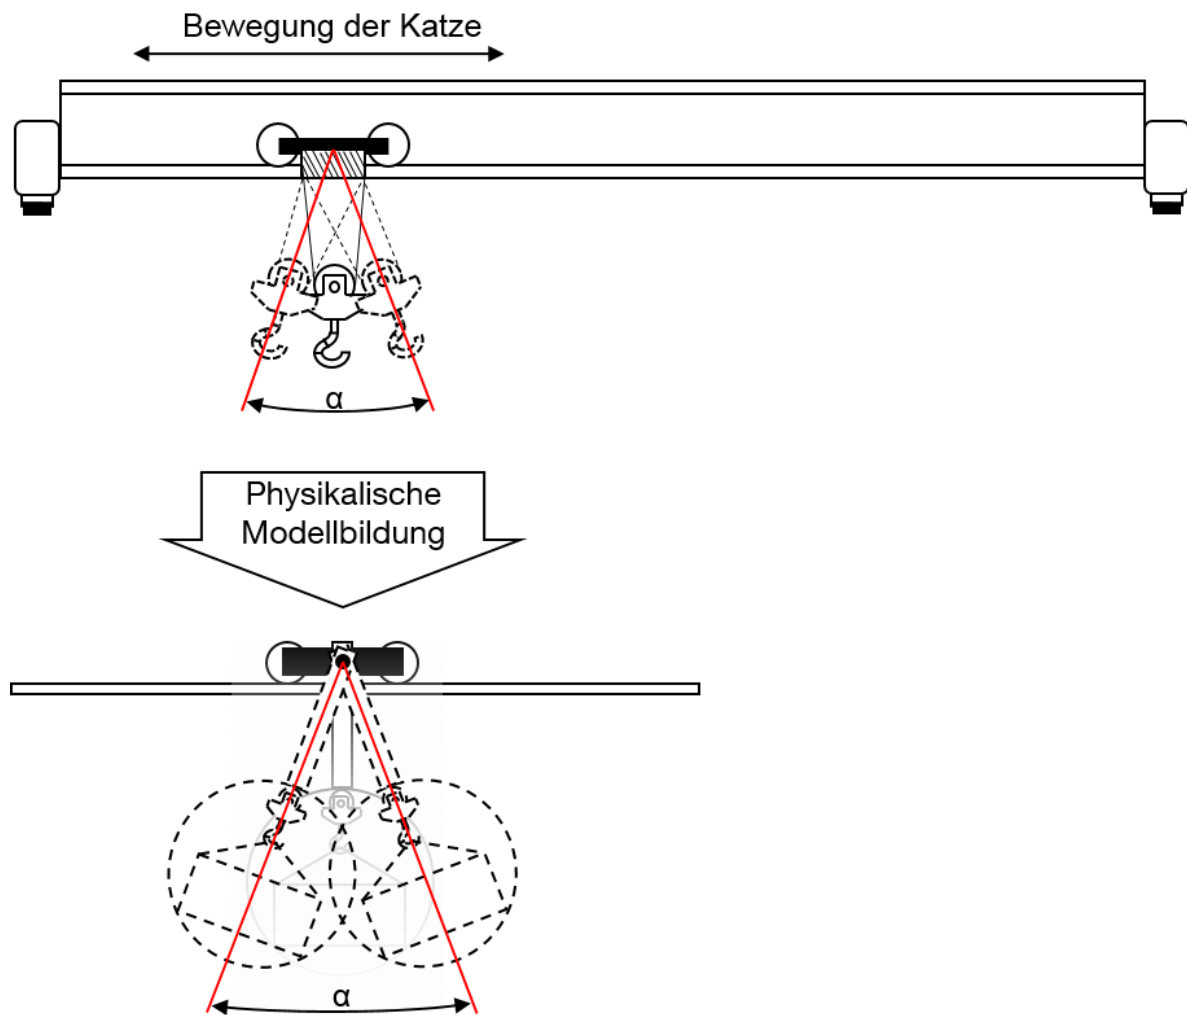 Bewegung der Katze
α
Physikalische
Modellbildung
α